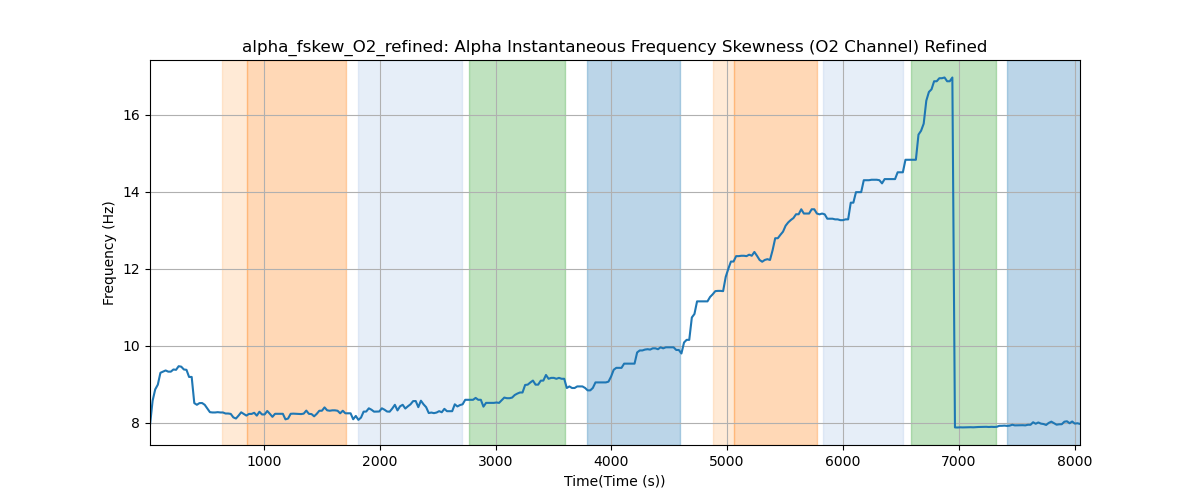 alpha_fskew_O2_refined: Alpha Instantaneous Frequency Skewness (O2 Channel) Refined
Frequency (Hz)
16
14
12
10
8
1000 2000 3000 4000 5000 6000 7000 8000
Time(Time (s))